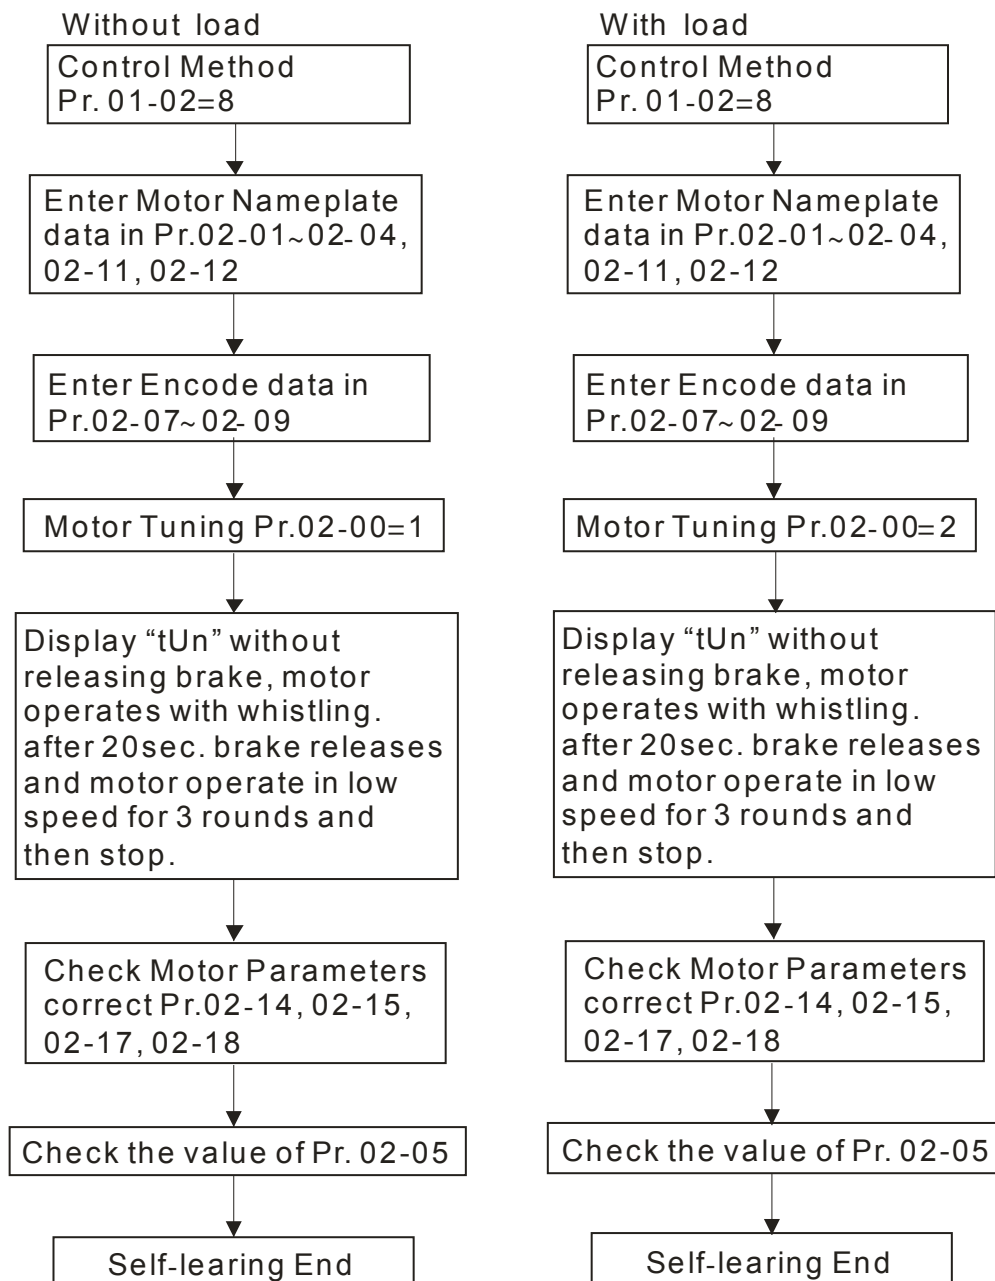 Without load
Control Method
Pr. 01-02=8
Enter Motor Nameplate
data in Pr.02-01~02-04,
02-11, 02-12
Enter Encode data in
Pr.02-07~02-09
Motor Tuning Pr.02-00=1
Display “tUn” without
releasing brake, motor
operates with whistling.
after 20sec. brake releases
and motor operate in low
speed for 3 rounds and
then stop.
Check Motor Parameters
correct Pr.02-14, 02-15,
02-17, 02-18
Check the value of Pr. 02-05
Self-learing End
With load
Control Method
Pr. 01-02=8
Enter Motor Nameplate
data in Pr.02-01~02-04,
02-11, 02-12
Enter Encode data in
Pr.02-07~02-09
Motor Tuning Pr.02-00=2
Display “tUn” without
releasing brake, motor
operates with whistling.
after 20sec. brake releases
and motor operate in low
speed for 3 rounds and
then stop.
Check Motor Parameters
correct Pr.02-14, 02-15,
02-17, 02-18
Check the value of Pr. 02-05
Self-learing End